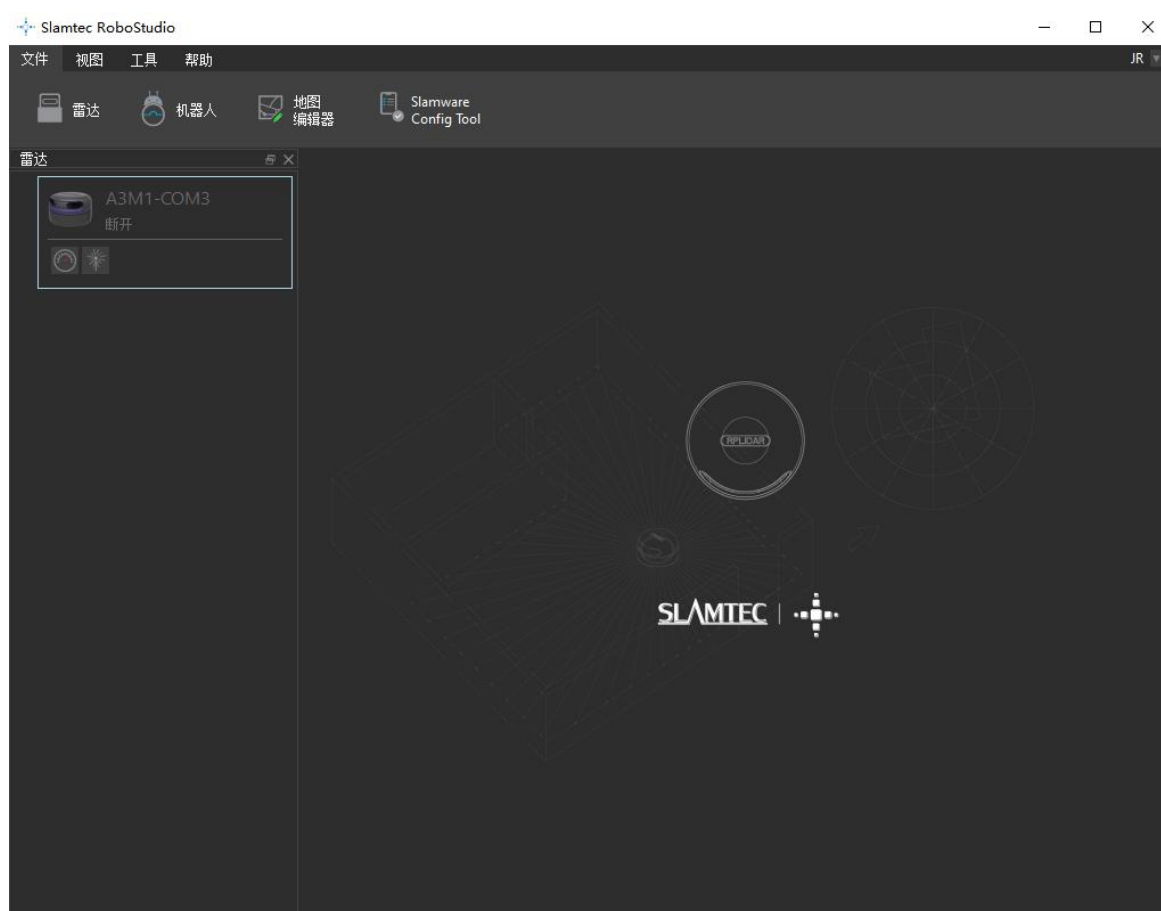 Slamtec RoboStudio
文件 视图 工具 帮助 JR
雷达 机器人 地图 编辑器 Slamware Config Tool
雷达
A3M1-COM3
断开
RPLIDAR
SLAMTEC